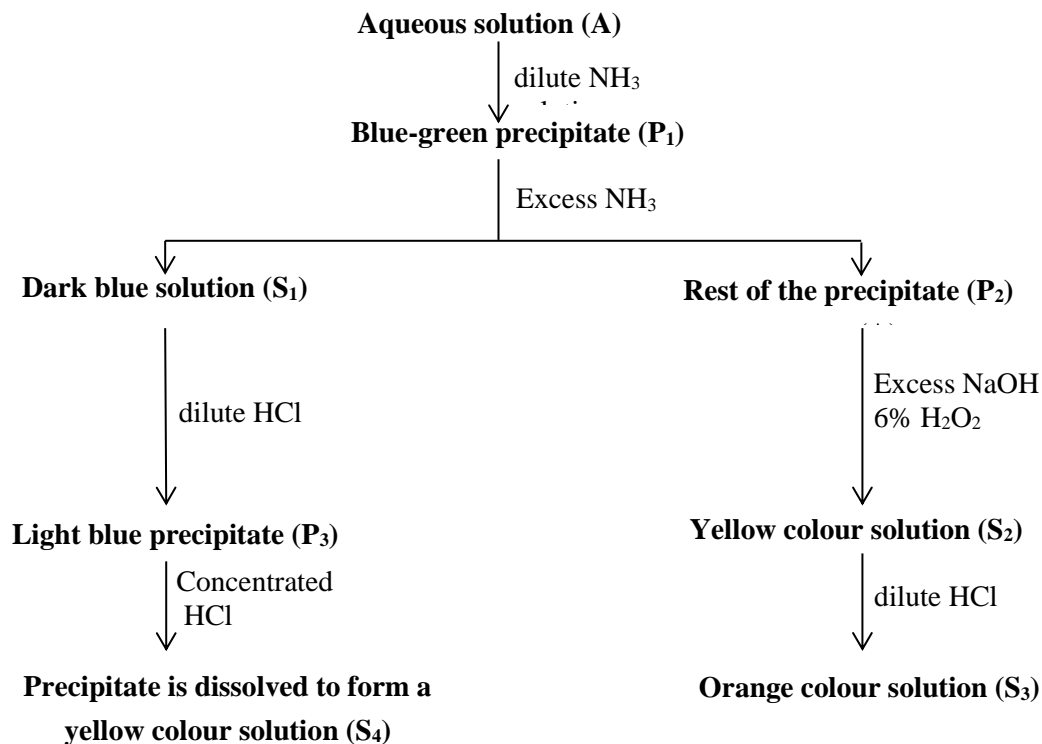 Aqueous solution (A)
dilute NH₃
Blue-green precipitate (P₁)
Excess NH₃
Dark blue solution (S₁)
Rest of the precipitate (P₂)
dilute HCl
Excess NaOH
6% H₂O₂
Light blue precipitate (P₃)
Yellow colour solution (S₂)
Concentrated
HCl
dilute HCl
Precipitate is dissolved to form a
yellow colour solution (S₄)
Orange colour solution (S₃)